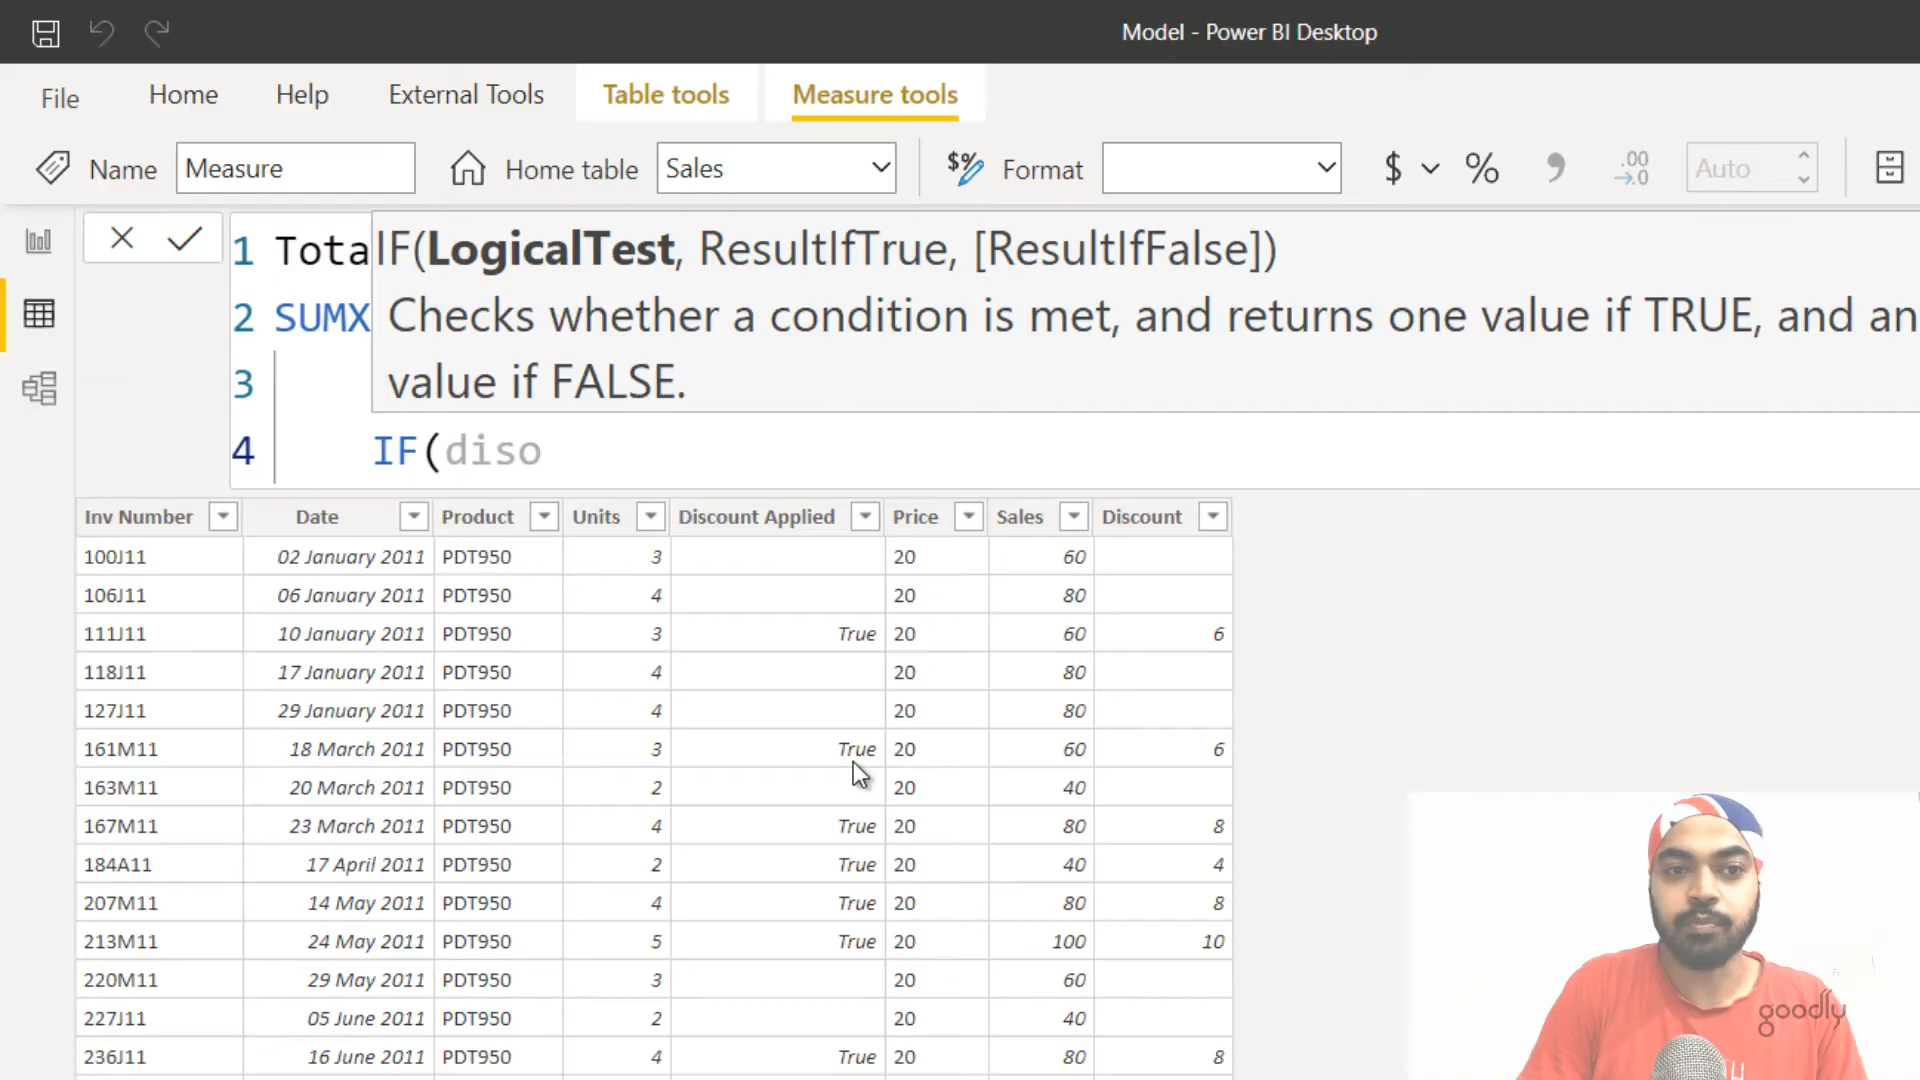 Model - Power BI Desktop
File Home Help External Tools Table tools Measure tools
Name Measure Home table Sales Format $ % .00 Auto
1 Tota IF(LogicalTest, ResultIfTrue, [ResultIfFalse])
2 SUMX Checks whether a condition is met, and returns one value if TRUE, and an
3 value if FALSE.
4 IF(diso
Inv Number Date Product Units Discount Applied Price Sales Discount
100J11 02 January 2011 PDT950 3 20 60
106J11 06 January 2011 PDT950 4 20 80
111J11 10 January 2011 PDT950 3 True 20 60 6
118J11 17 January 2011 PDT950 4 20 80
127J11 29 January 2011 PDT950 4 20 80
161M11 18 March 2011 PDT950 3 True 20 60 6
163M11 20 March 2011 PDT950 2 20 40
167M11 23 March 2011 PDT950 4 True 20 80 8
184A11 17 April 2011 PDT950 2 True 20 40 4
207M11 14 May 2011 PDT950 4 True 20 80 8
213M11 24 May 2011 PDT950 5 True 20 100 10
220M11 29 May 2011 PDT950 3 20 60
227J11 05 June 2011 PDT950 2 20 40
236J11 16 June 2011 PDT950 4 True 20 80 8
goodly